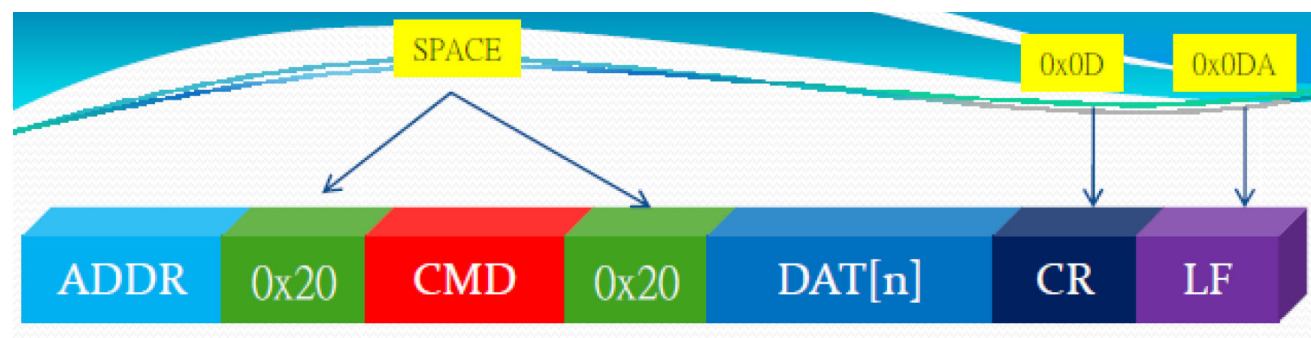 SPACE
0x0D 0x0DA
ADDR 0x20 CMD 0x20 DAT[n] CR LF